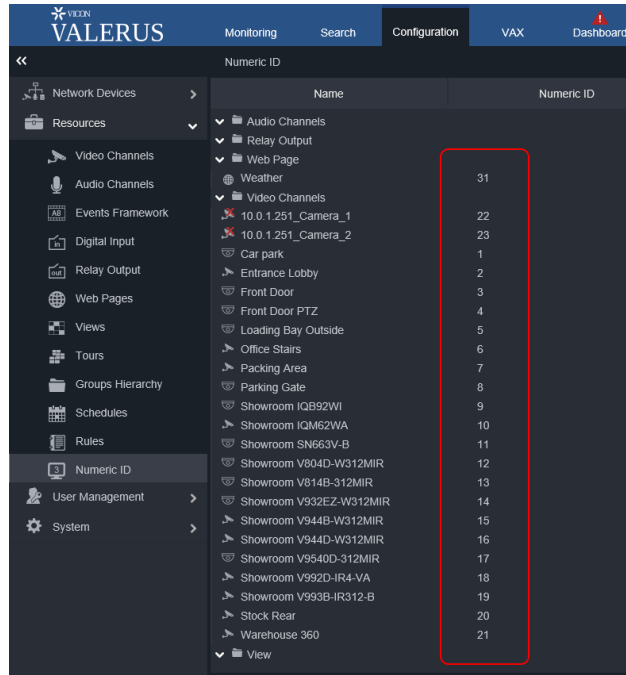 VICON
VALERUS
Monitoring Search Configuration VAX Dashboard
Numeric ID
Name Numeric ID
Network Devices
Resources
Video Channels
Audio Channels
AB Events Framework
in Digital Input
out Relay Output
Web Pages
Views
Tours
Groups Hierarchy
Schedules
Rules
3 Numeric ID
User Management
System
Audio Channels
Relay Output
Web Page
Weather 31
Video Channels
10.0.1.251_Camera_1 22
10.0.1.251_Camera_2 23
Car park 1
Entrance Lobby 2
Front Door 3
Front Door PTZ 4
Loading Bay Outside 5
Office Stairs 6
Packing Area 7
Parking Gate 8
Showroom IQB92WI 9
Showroom IQM62WA 10
Showroom SN663V-B 11
Showroom V804D-W312MIR 12
Showroom V814B-312MIR 13
Showroom V932EZ-W312MIR 14
Showroom V944B-W312MIR 15
Showroom V944D-W312MIR 16
Showroom V9540D-312MIR 17
Showroom V992D-IR4-VA 18
Showroom V993B-IR312-B 19
Stock Rear 20
Warehouse 360 21
View